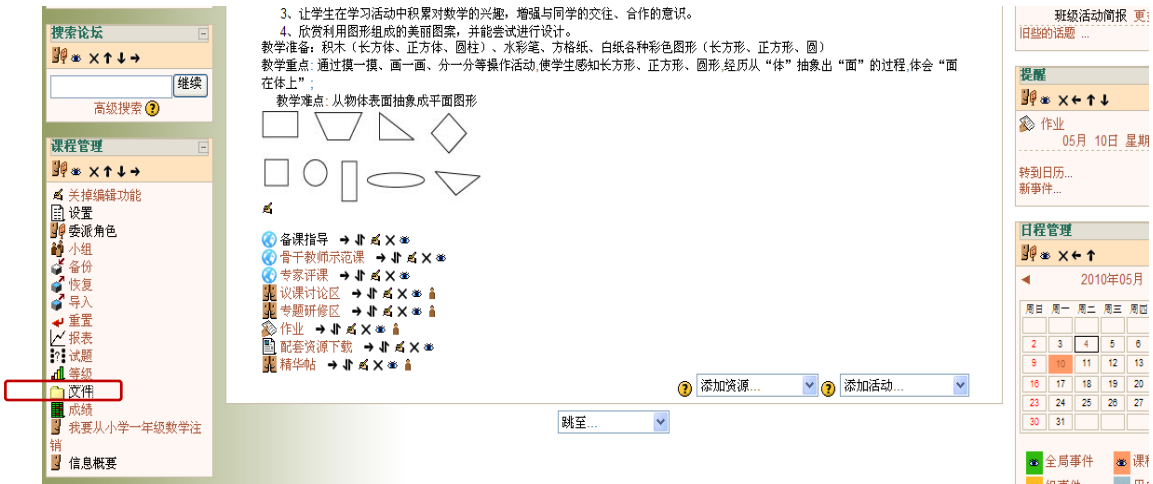 搜索论坛
继续
高级搜索
课程管理
关掉编辑功能
设置
委派角色
小组
备份
恢复
导入
重置
报表
试题
等级
文件
成绩
我要从小学一年级数学注
销
信息概要
3、让学生在学习活动中积累对数学的兴趣，增强与同学的交往、合作的意识。
4、欣赏利用图形组成的美丽图案，并能尝试进行设计。
教学准备：积木（长方体、正方体、圆柱）、水彩笔、方格纸、白纸各种彩色图形（长方形、正方形、圆）
教学重点：通过摸一摸、画一画、分一分等操作活动,使学生感知长方形、正方形、圆形,经历从“体”抽象出“面”的过程,体会“面
在体上”;
教学难点：从物体表面抽象成平面图形
备课指导
骨干教师示范课
专家评课
议课讨论区
专题研修区
作业
配套资源下载
精华帖
添加资源...
添加活动...
跳至...
班级活动简报
旧些的话题 ...
提醒
作业
05月 10日
转到日历...
新事件...
日程管理
2010年05月
周日 周一 周二 周三 周四
2 3 4 5 6
9 10 11 12 13
16 17 18 19 20
23 24 25 26 27
30 31
全局事件